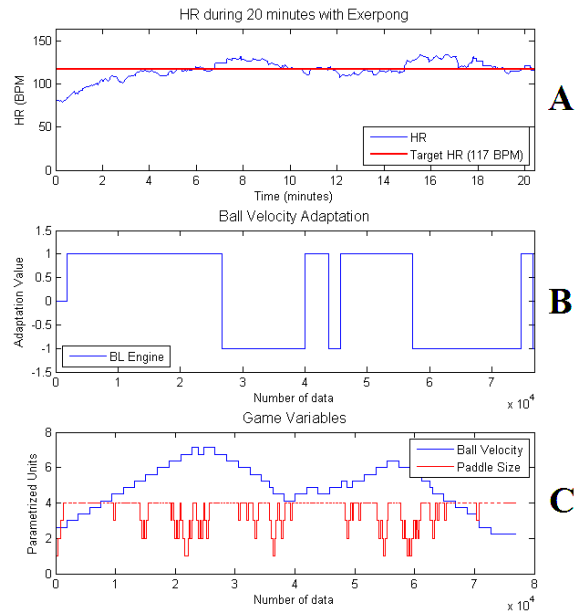 HR during 20 minutes with Exerpong
150
100
50
0
HR (BPM
HR
Target HR (117 BPM)
0 2 4 6 8 10 12 14 16 18 20
Time (minutes)
A
Ball Velocity Adaptation
1.5
1
0.5
0
-0.5
-1
-1.5
Adaptation Value
BL Engine
0 1 2 3 4 5 6 7
Number of data
x 10^4
B
Game Variables
8
6
4
2
0
Parametrized Units
Ball Velocity
Paddle Size
0 1 2 3 4 5 6 7 8
Number of data
x 10^4
C